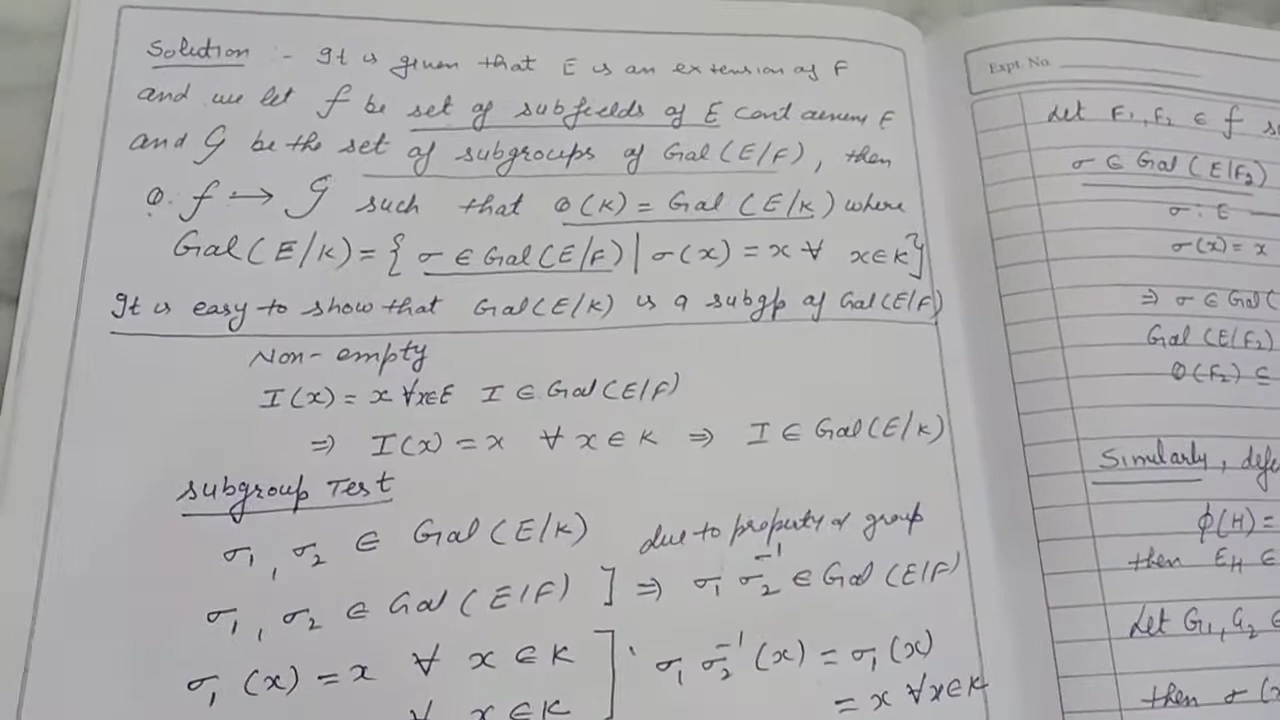 Solution :- It is given that E is an extension of F
and we let f be set of subfields of E containing F
and G be the set of subgroups of Gal(E/F), then
Φ: f → G such that Φ(K) = Gal(E/K) where
Gal(E/K) = { σ ∈ Gal(E/F) | σ(x) = x ∀ x ∈ K }
It is easy to show that Gal(E/K) is a subgp of Gal(E/F)
Non-empty
I(x) = x ∀x∈E I ∈ Gal(E/F)
⇒ I(x) = x ∀ x ∈ K ⇒ I ∈ Gal(E/K)
Subgroup Test
σ₁, σ₂ ∈ Gal(E/K) due to property of group
σ₁, σ₂ ∈ Gal(E/F) ] ⇒ σ₁ σ₂⁻¹ ∈ Gal(E/F)
σ₁(x) = x ∀ x ∈ K ] σ₁ σ₂⁻¹(x) = σ₁(x)
∀ x ∈ K = x ∀x∈K
Expt. No.
Let F₁, F₂ ∈ f
σ ∈ Gal(E/F₂)
σ : E
σ(x) = x
⇒ σ ∈ Gal(
Gal(E/F₂)
Φ(F₂) ⊆
Similarly,
ϕ(H) =
then E_H ∈
Let G₁, G₂ ∈
then σ(x